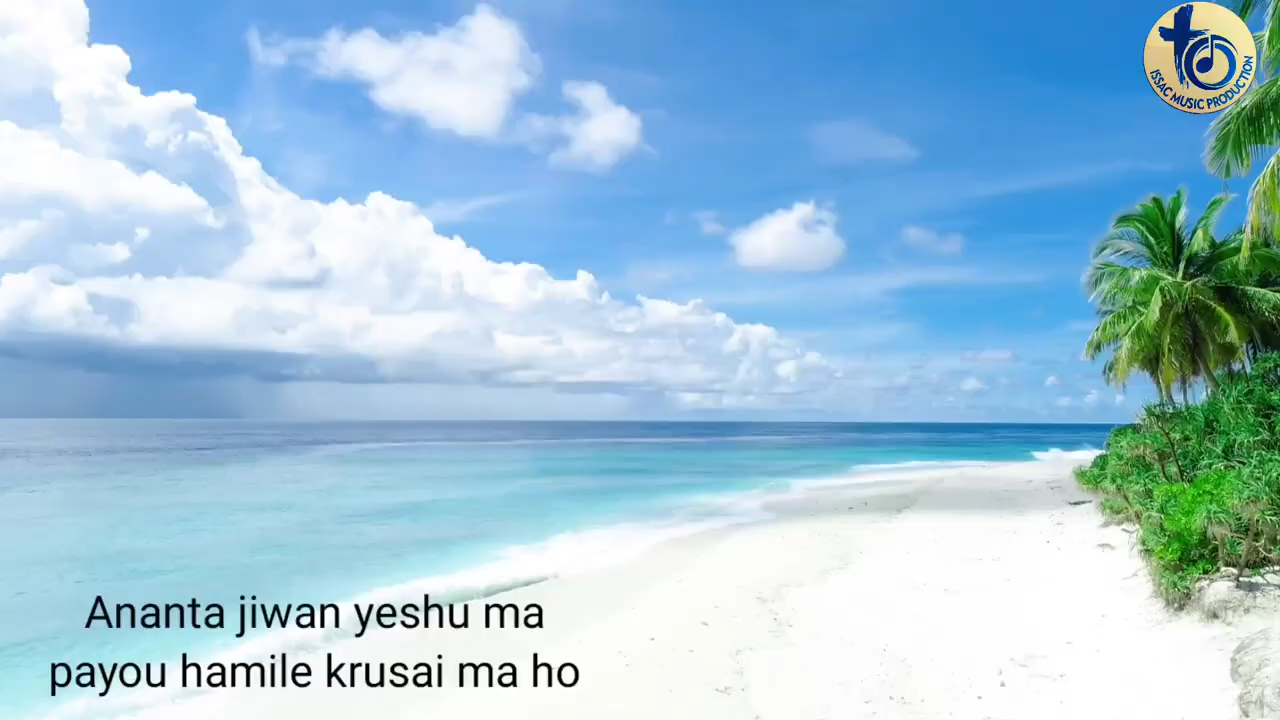 ISSAC MUSIC PRODUCTION
Ananta jiwan yeshu ma
payou hamile krusai ma ho